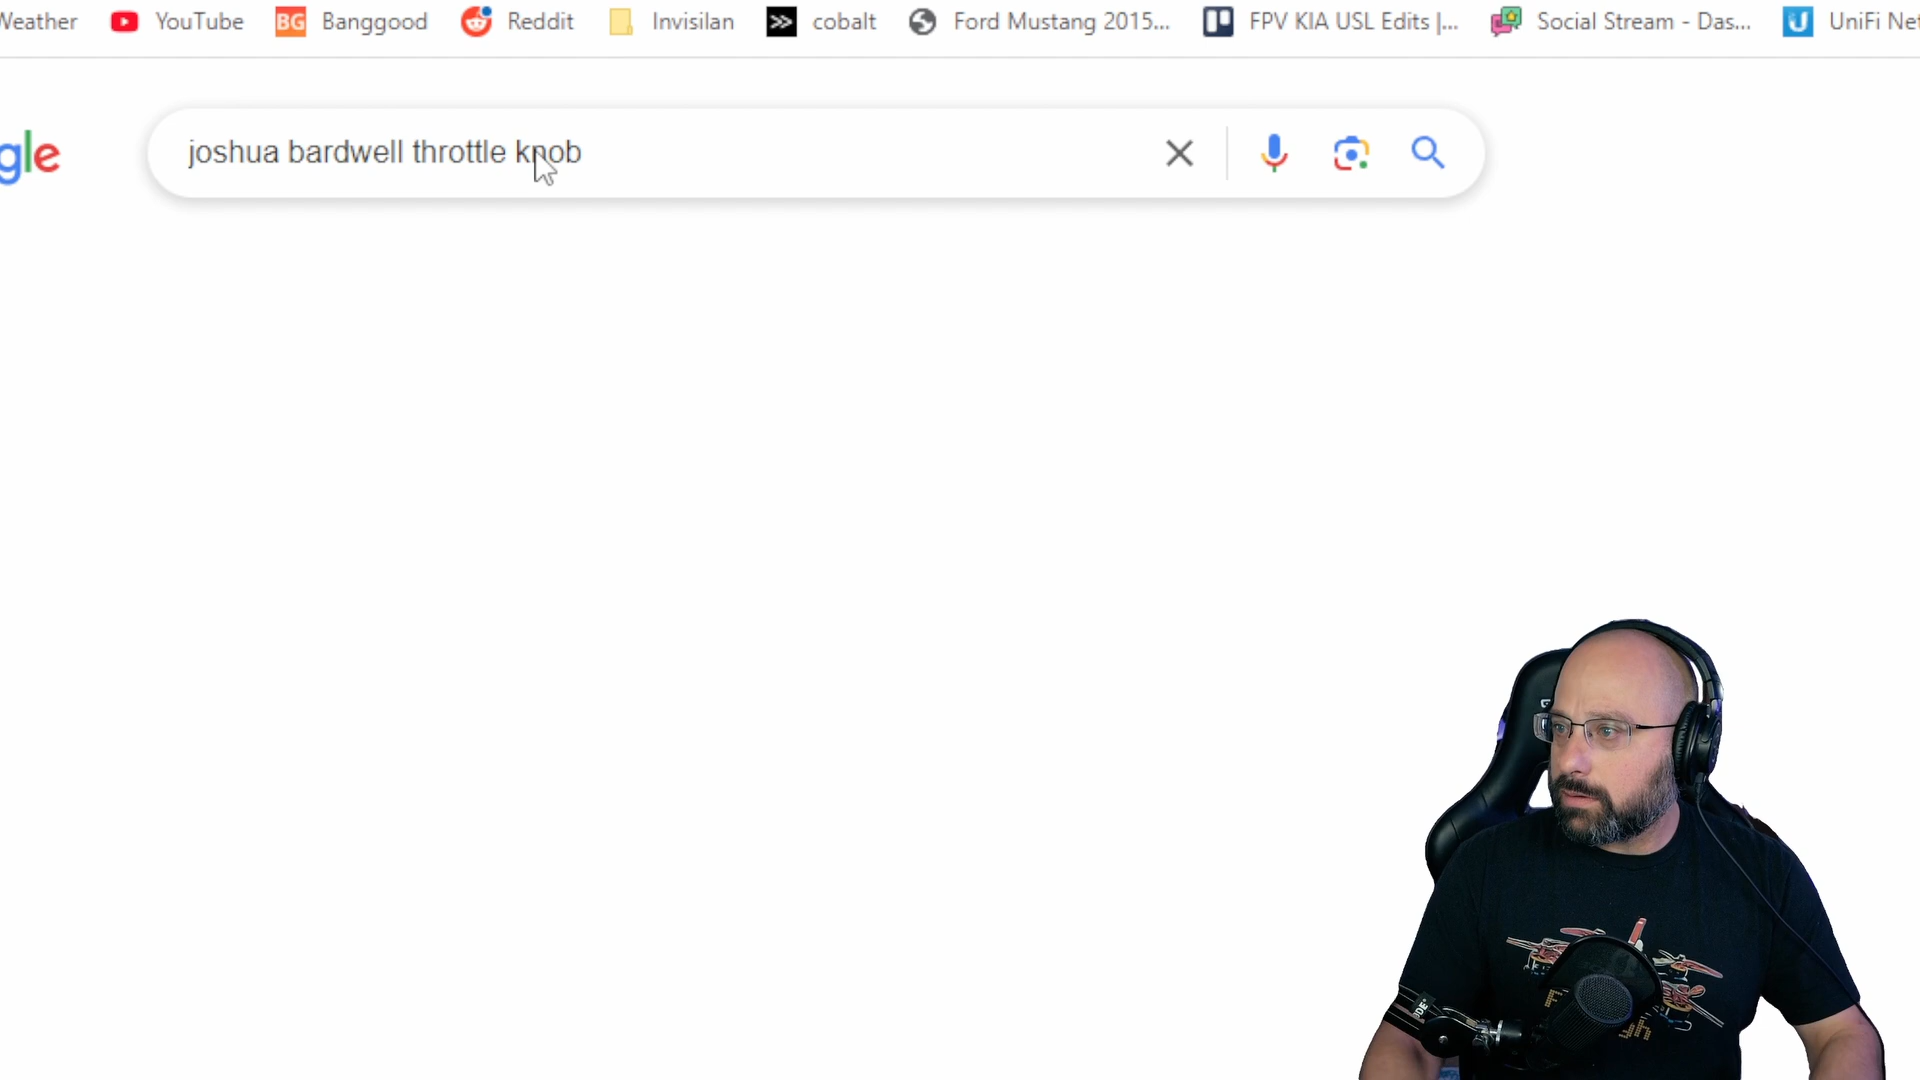 Weather YouTube BG Banggood Reddit Invisilan cobalt Ford Mustang 2015... FPV KIA USL Edits |... Social Stream - Das... UniFi Net
gle
joshua bardwell throttle knob